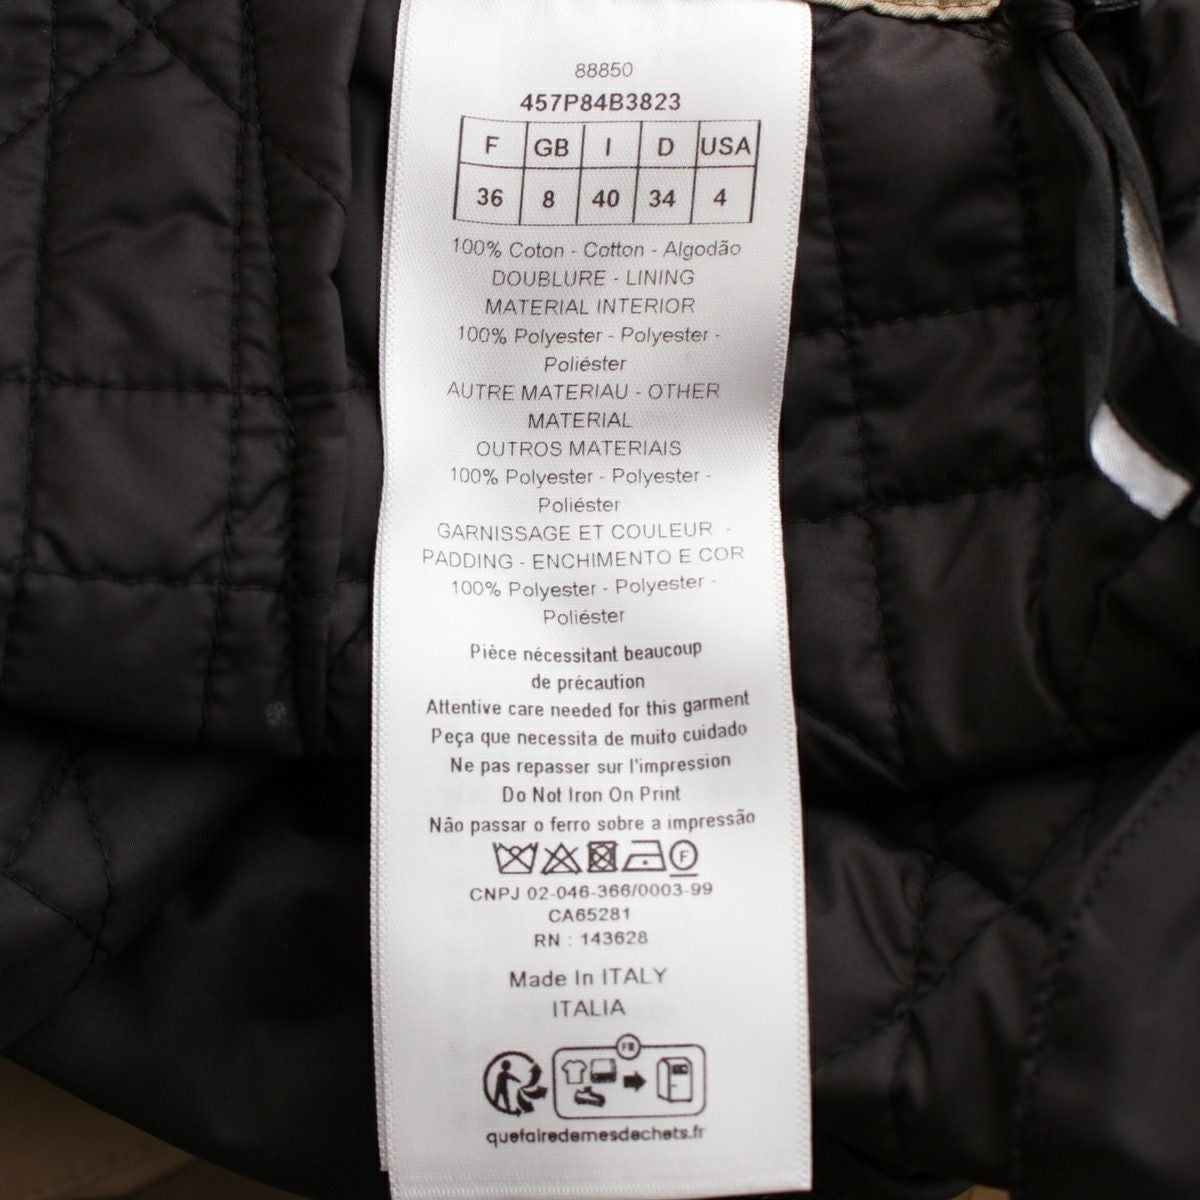 88850
457P84B3823
F GB I D USA
36 8 40 34 4
100% Coton - Cotton - Algodão
DOUBLURE - LINING
MATERIAL INTERIOR
100% Polyester - Polyester -
Poliéster
AUTRE MATERIAU - OTHER
MATERIAL
OUTROS MATERIAIS
100% Polyester - Polyester -
Poliéster
GARNISSAGE ET COULEUR -
PADDING - ENCHIMENTO E COR
100% Polyester - Polyester -
Poliéster
Pièce nécessitant beaucoup
de précaution
Attentive care needed for this garment
Peça que necessita de muito cuidado
Ne pas repasser sur l'impression
Do Not Iron On Print
Não passar o ferro sobre a impressão
F
CNPJ 02-046-366/0003-99
CA65281
RN : 143628
Made In ITALY
ITALIA
FR
quefairedemesdechets.fr